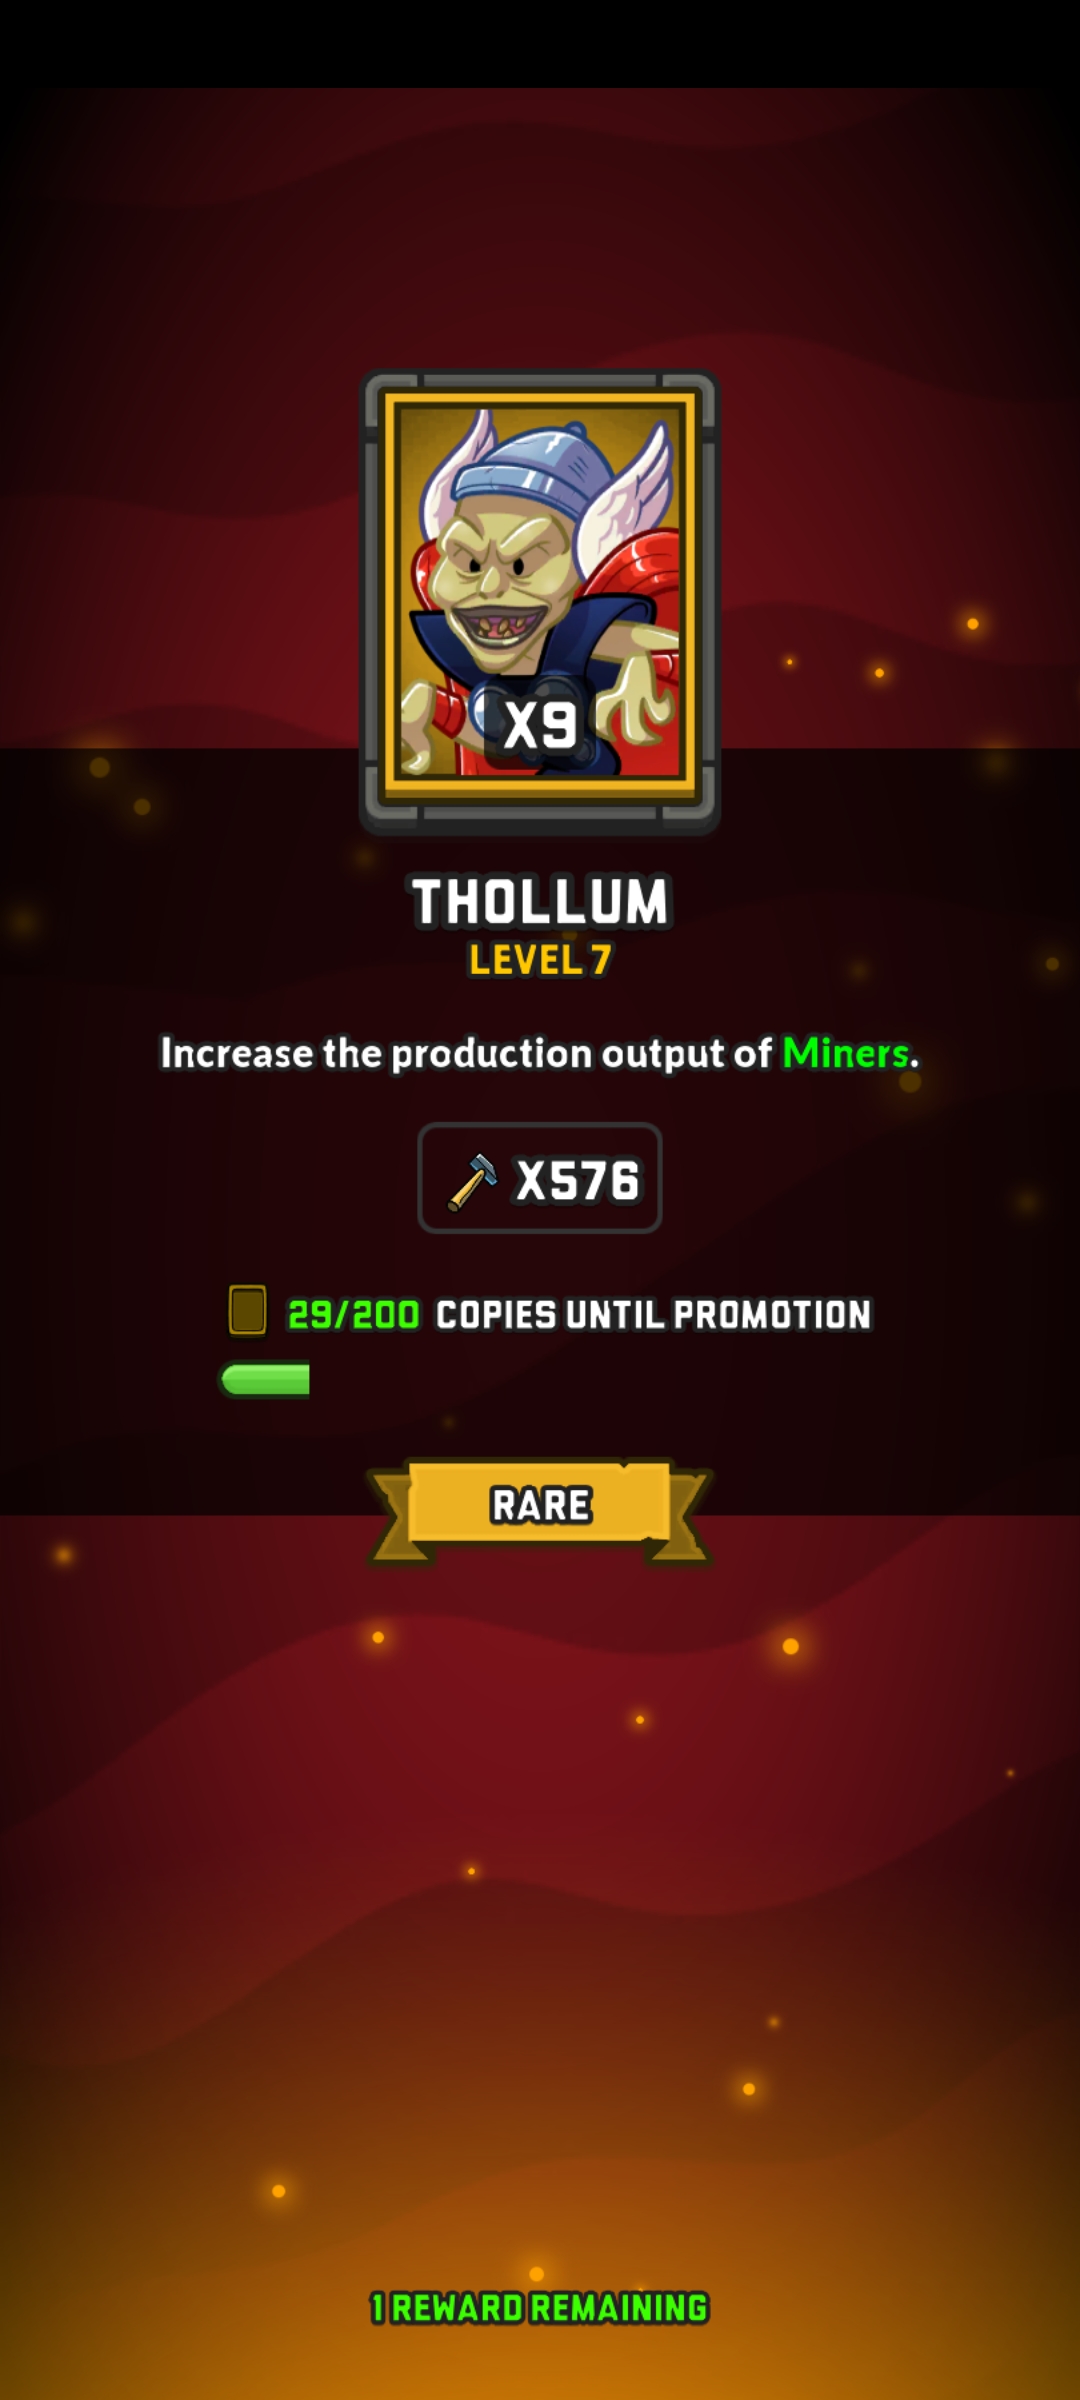 X9
THOLLUM
LEVEL 7
Increase the production output of Miners.
X576
29/200 COPIES UNTIL PROMOTION
RARE
1 REWARD REMAINING